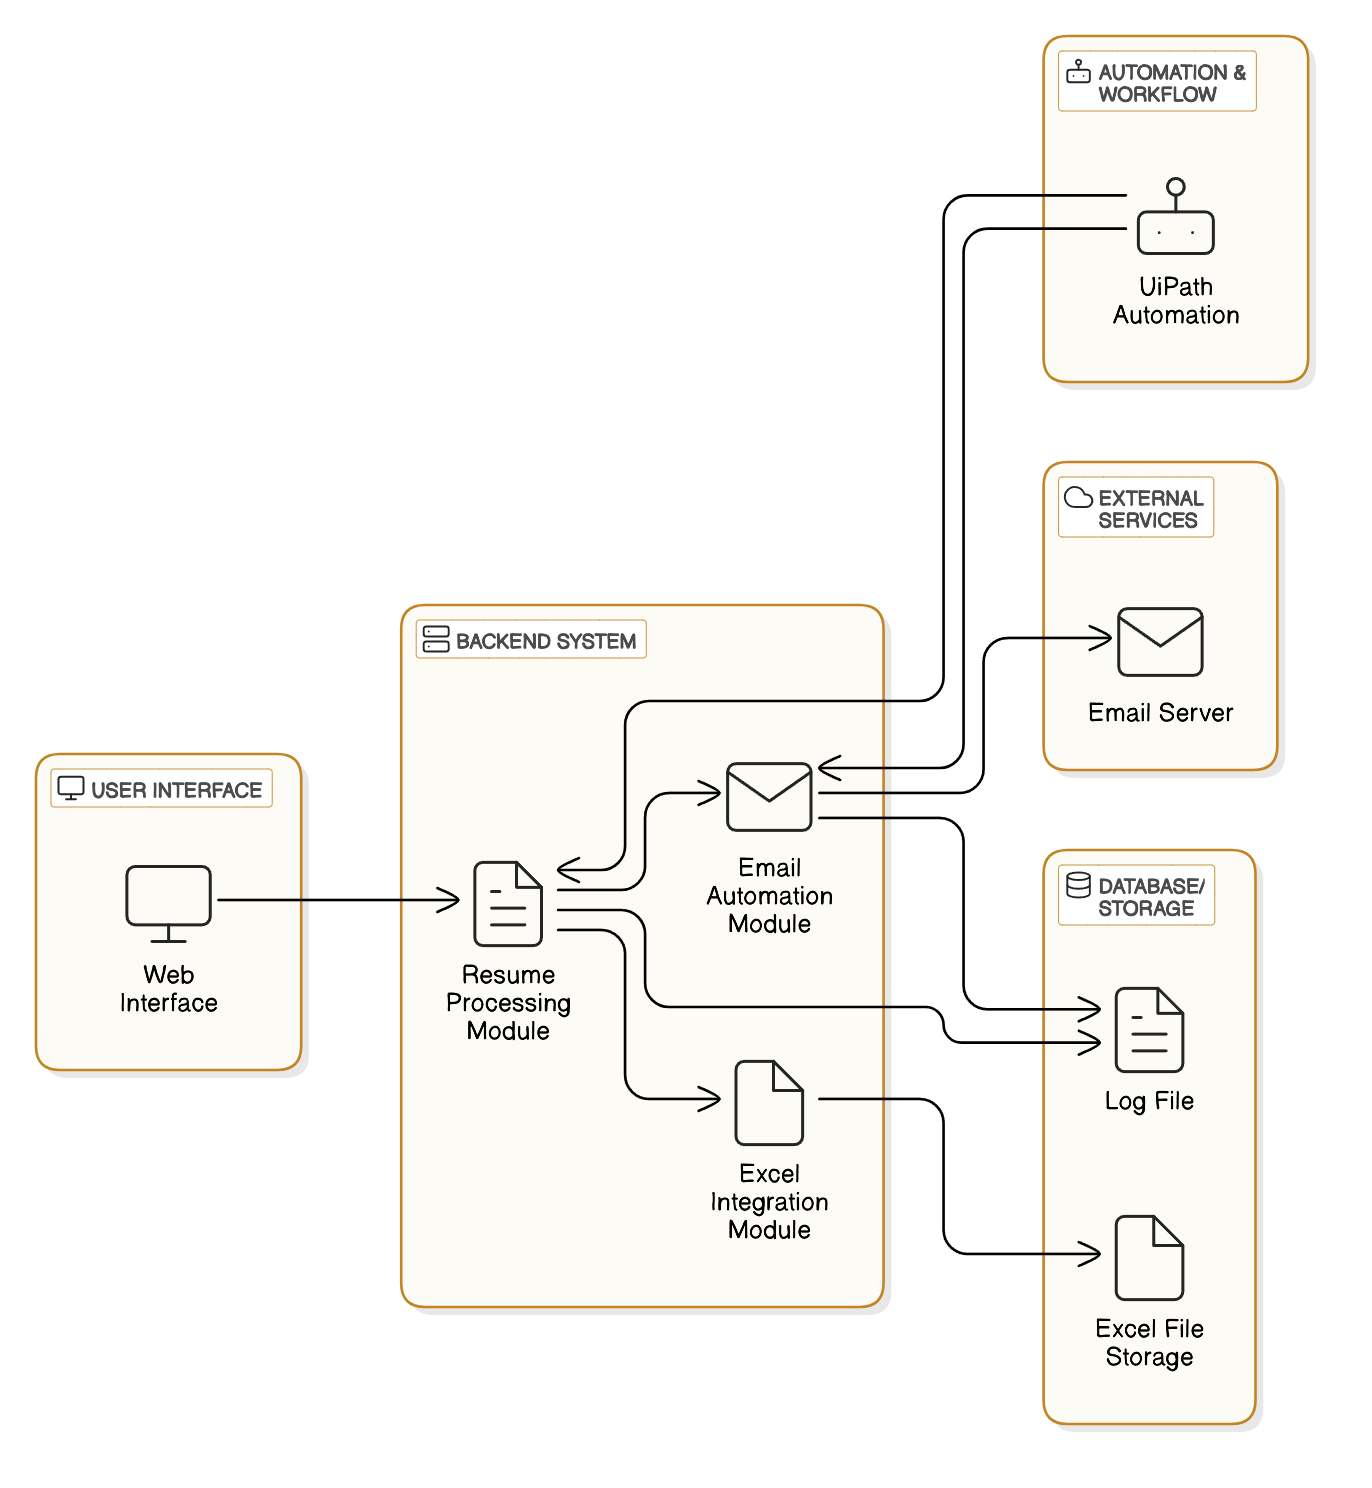 AUTOMATION &
WORKFLOW
UiPath
Automation
EXTERNAL
SERVICES
Email Server
BACKEND SYSTEM
USER INTERFACE
Web
Interface
Resume
Processing
Module
Email
Automation
Module
Excel
Integration
Module
DATABASE/
STORAGE
Log File
Excel File
Storage